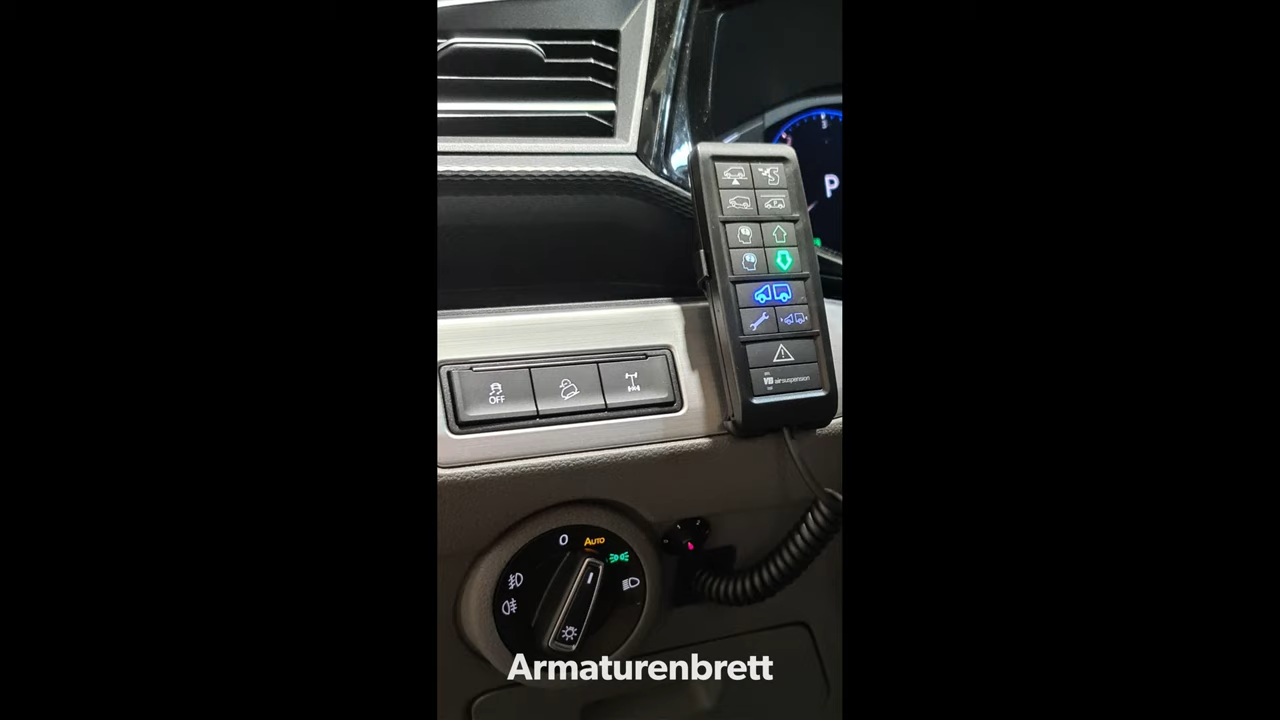 P
P
OFF
VB airsuspension
0 AUTO
Armaturenbrett